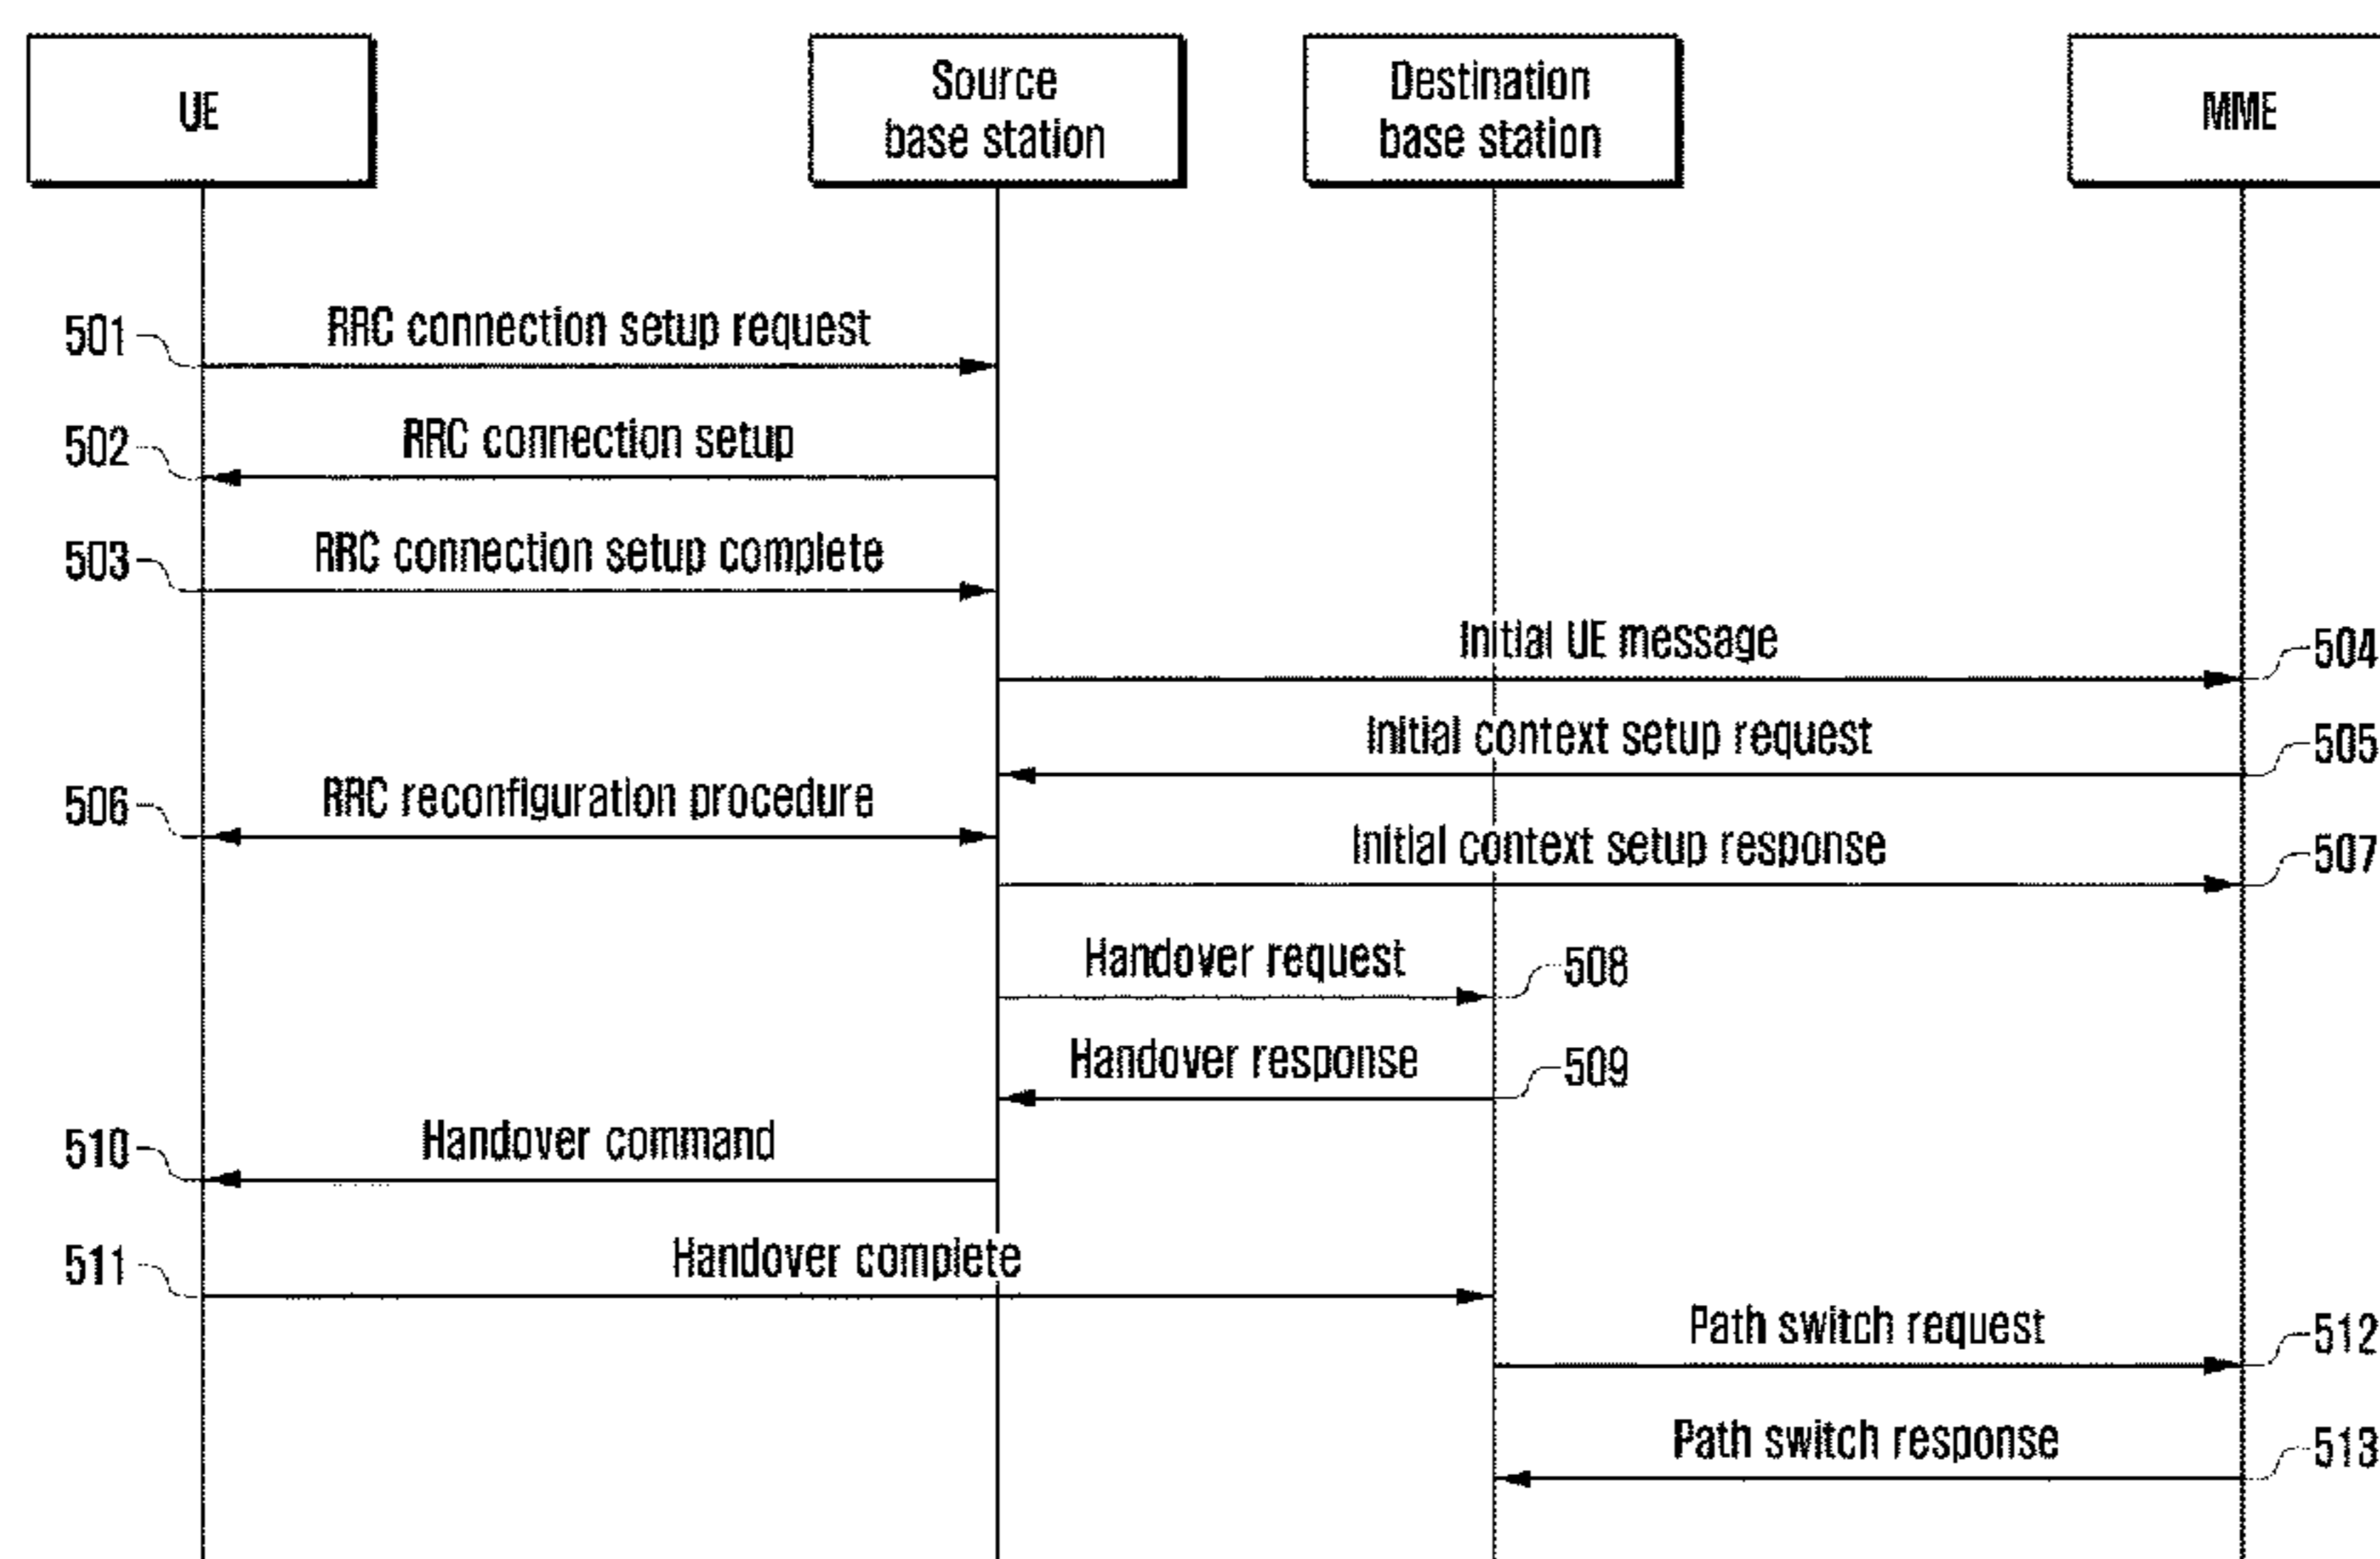 UE
Source
base station
Destination
base station
MME
501
RRC connection setup request
502
RRC connection setup
503
RRC connection setup complete
Initial UE message
504
Initial context setup request
505
506
RRC reconfiguration procedure
Initial context setup response
507
Handover request
508
Handover response
509
510
Handover command
511
Handover complete
Path switch request
512
Path switch response
513